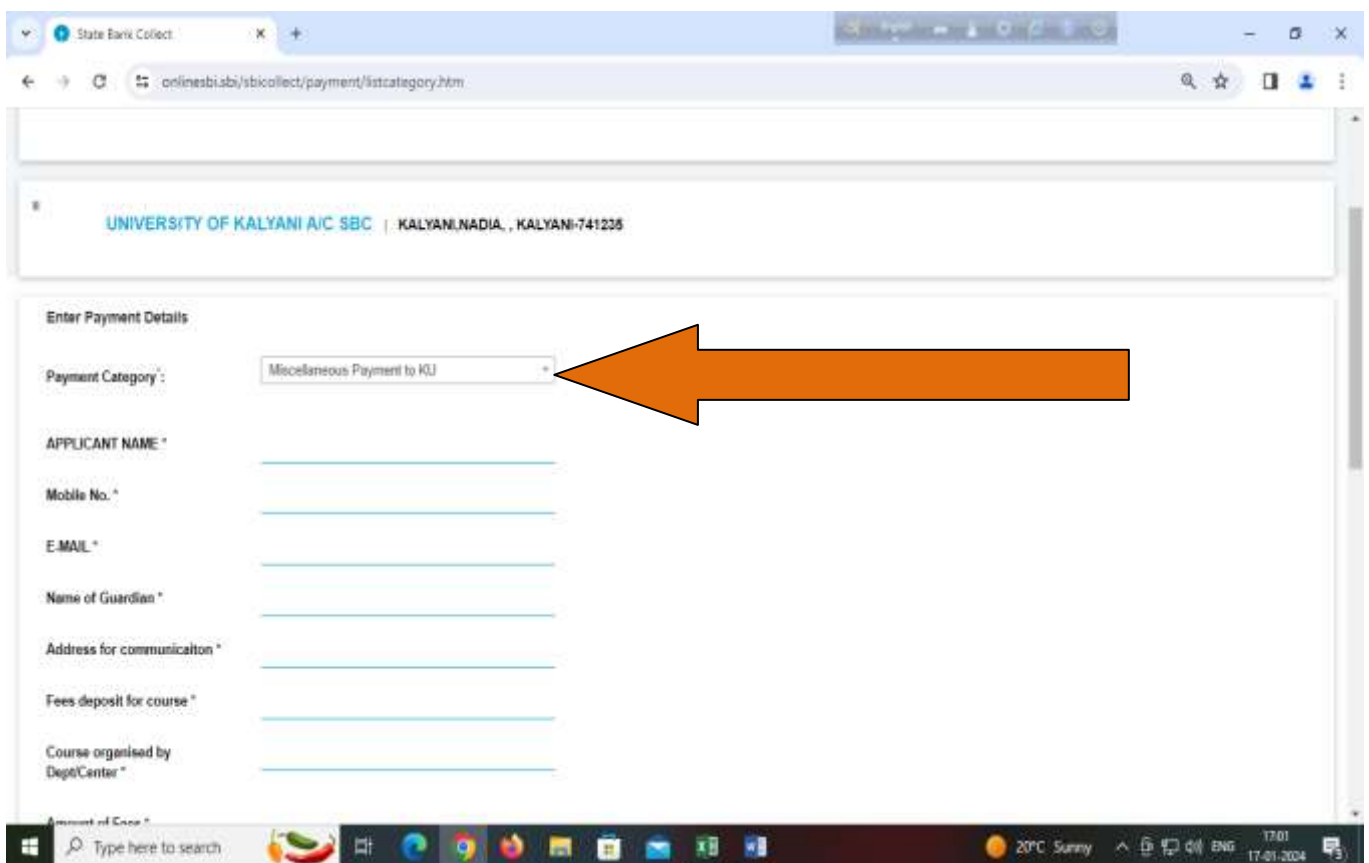 State Bank Collect
onlinesbi.sbi/sbicollect/payment/listcategory.htm
UNIVERSITY OF KALYANI A/C SBC | KALYANI,NADIA, , KALYANI-741235
Enter Payment Details
Payment Category*: Miscellaneous Payment to KU
APPLICANT NAME *
Mobile No. *
E-MAIL *
Name of Guardian *
Address for communicaiton *
Fees deposit for course *
Course organised by
Dept/Center *
Amount of Fees *
Type here to search
20°C Sunny ENG
17:01
17-01-2024